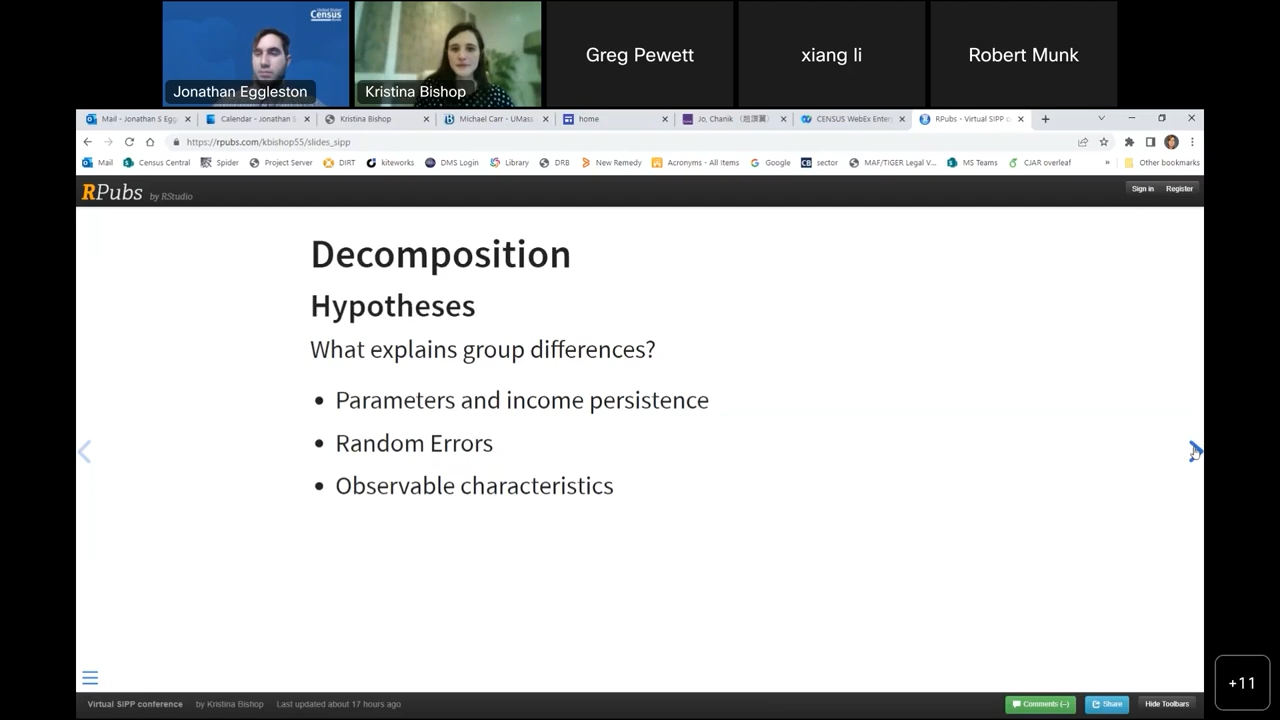 United States®
Census
Jonathan Eggleston
Kristina Bishop
Greg Pewett
xiang li
Robert Munk
Mail - Jonathan S Egg
Calendar - Jonathan S
Kristina Bishop
Michael Carr - UMass
home
Jo, Chanik
CENSUS WebEx Enter
RPubs - Virtual SIPP c
https://rpubs.com/kbishop55/slides_sipp
Mail
Census Central
Spider
Project Server
DIRT
kiteworks
DMS Login
Library
DRB
New Remedy
Acronyms - All Items
Google
sector
MAF/TIGER Legal V...
MS Teams
CJAR overleaf
»
Other bookmarks
RPubs by RStudio
Sign in
Register
Decomposition
Hypotheses
What explains group differences?
• Parameters and income persistence
• Random Errors
• Observable characteristics
+11
Virtual SIPP conference
by Kristina Bishop
Last updated about 17 hours ago
Comments (–)
Share
Hide Toolbars